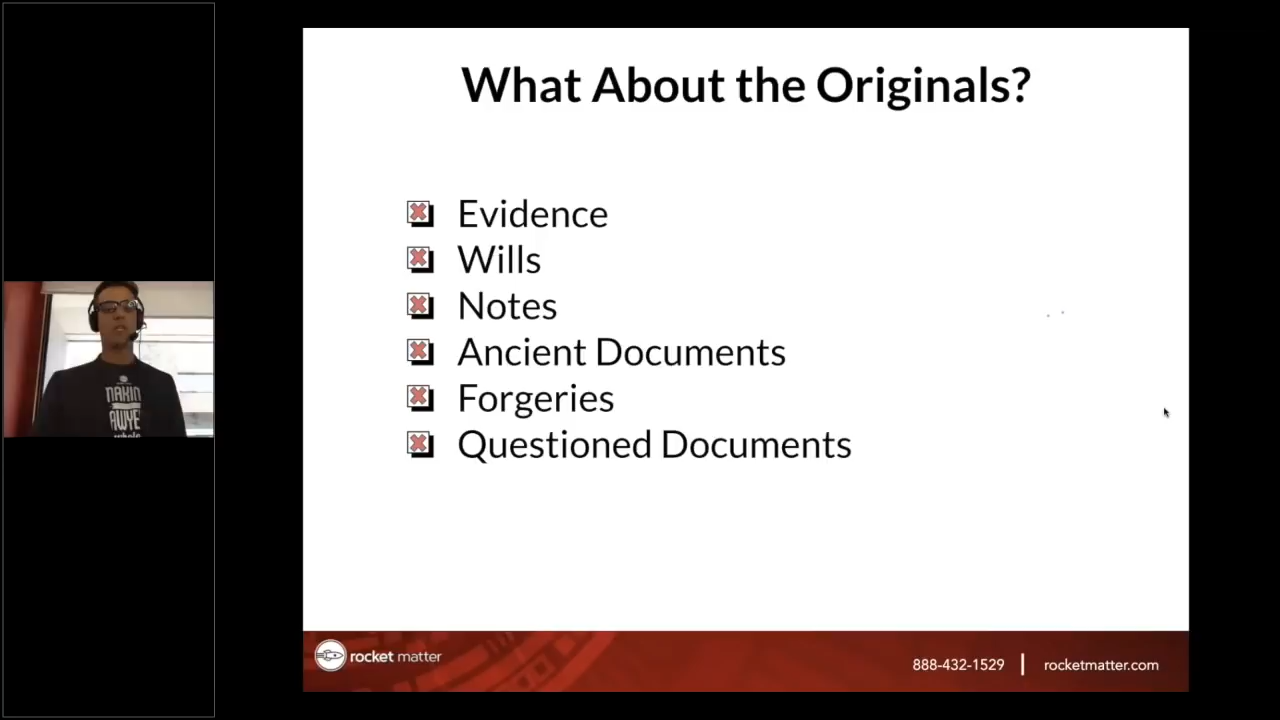 What About the Originals?
Evidence
Wills
Notes
Ancient Documents
Forgeries
Questioned Documents
rocket matter
888-432-1529 | rocketmatter.com